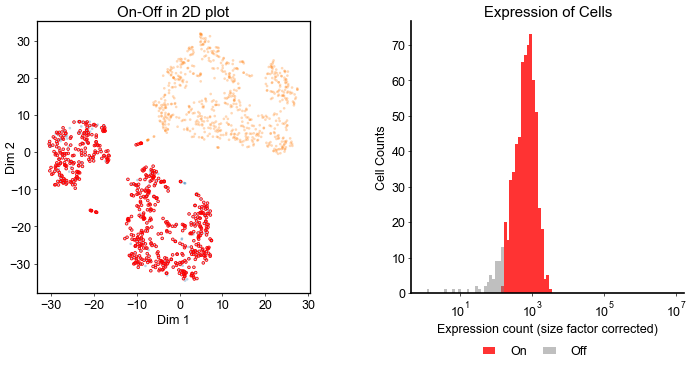 On-Off in 2D plot
Dim 2
30
20
10
0
−10
−20
−30
−30 −20 −10 0 10 20 30
Dim 1
Expression of Cells
Cell Counts
70
60
50
40
30
20
10
0
10^1 10^3 10^5 10^7
Expression count (size factor corrected)
On Off